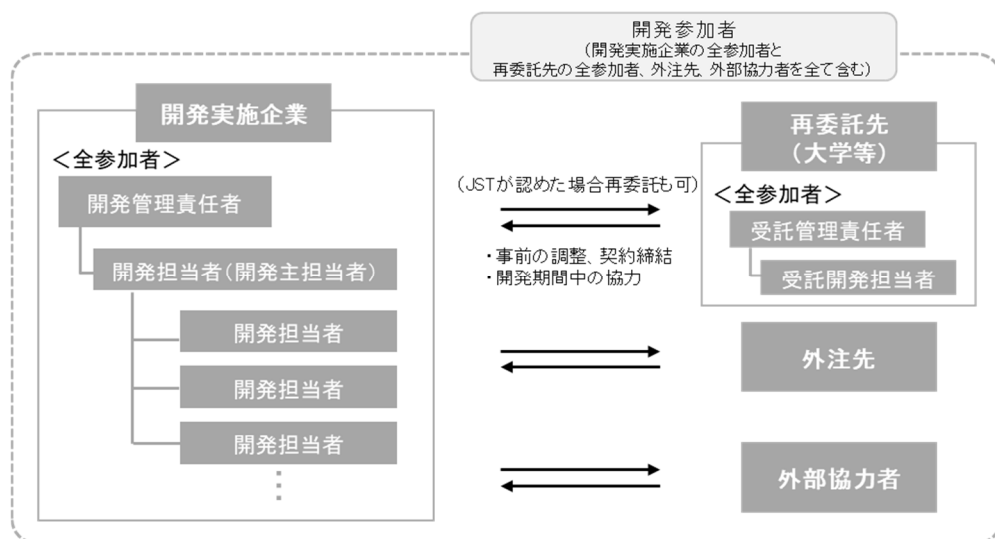 開発参加者
(開発実施企業の全参加者と
再委託先の全参加者、外注先、外部協力者を全て含む)
開発実施企業
＜全参加者＞
開発管理責任者
開発担当者(開発主担当者)
開発担当者
開発担当者
開発担当者
(JSTが認めた場合再委託も可)
・事前の調整、契約締結
・開発期間中の協力
再委託先
(大学等)
＜全参加者＞
受託管理責任者
受託開発担当者
外注先
外部協力者